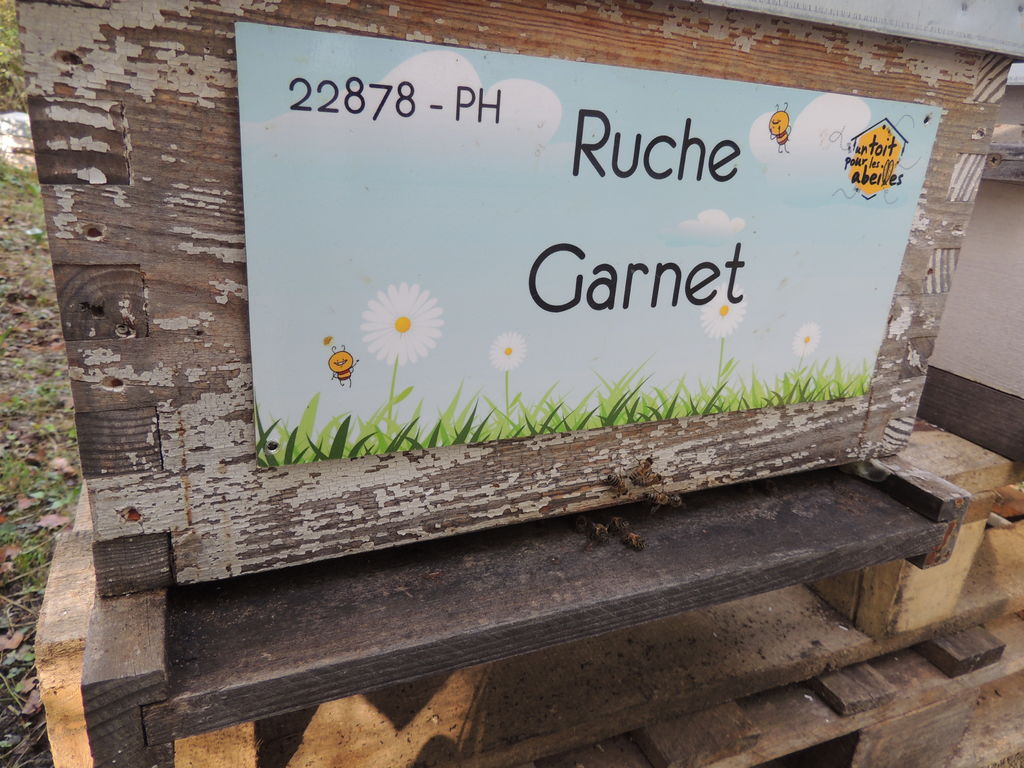 22878 - PH
Ruche
Garnet
un toit
pour les
abeilles